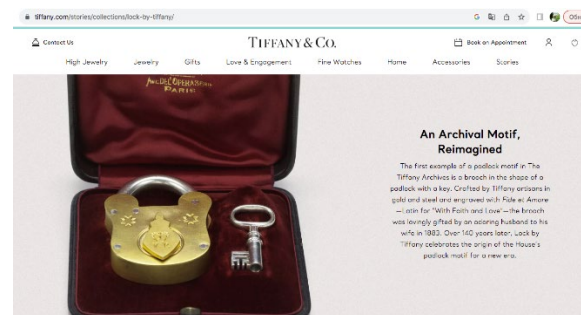 tiffany.com/stories/collections/lock-by-tiffany/
Contact Us
TIFFANY & CO.
Book an Appointment
High Jewelry Jewelry Gifts Love & Engagement Fine Watches Home Accessories Stories
PARIS
An Archival Motif,
Reimagined
The first example of a padlock motif in The
Tiffany Archives is a brooch in the shape of a
padlock with a key. Crafted by Tiffany artisans in
gold and steel and engraved with Fide et Amore
—Latin for "With Faith and Love"—the brooch
was lovingly gifted by an adoring husband to his
wife in 1883. Over 140 years later, Lock by
Tiffany celebrates the origin of the House's
padlock motif for a new era.